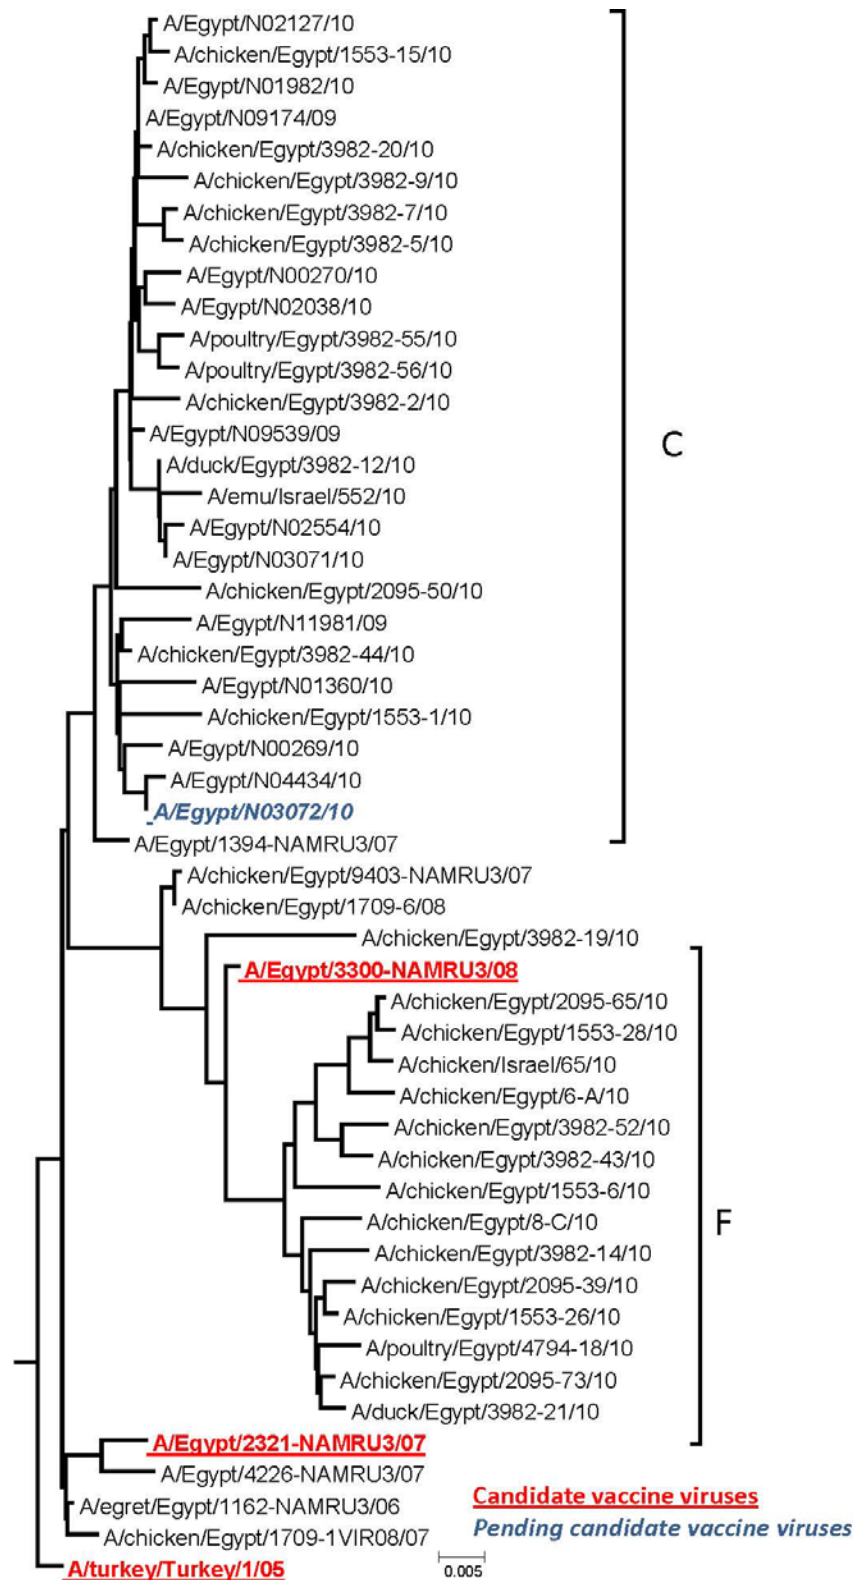 A/Egypt/N02127/10
A/chicken/Egypt/1553-15/10
A/Egypt/N01982/10
A/Egypt/N09174/09
A/chicken/Egypt/3982-20/10
A/chicken/Egypt/3982-9/10
A/chicken/Egypt/3982-7/10
A/chicken/Egypt/3982-5/10
A/Egypt/N00270/10
A/Egypt/N02038/10
A/poultry/Egypt/3982-55/10
A/poultry/Egypt/3982-56/10
A/chicken/Egypt/3982-2/10
A/Egypt/N09539/09
C
A/duck/Egypt/3982-12/10
A/emu/Israel/552/10
A/Egypt/N02554/10
A/Egypt/N03071/10
A/chicken/Egypt/2095-50/10
A/Egypt/N11981/09
A/chicken/Egypt/3982-44/10
A/Egypt/N01360/10
A/chicken/Egypt/1553-1/10
A/Egypt/N00269/10
A/Egypt/N04434/10
A/Egypt/N03072/10
A/Egypt/1394-NAMRU3/07
A/chicken/Egypt/9403-NAMRU3/07
A/chicken/Egypt/1709-6/08
A/chicken/Egypt/3982-19/10
A/Egypt/3300-NAMRU3/08
A/chicken/Egypt/2095-65/10
A/chicken/Egypt/1553-28/10
A/chicken/Israel/65/10
A/chicken/Egypt/6-A/10
A/chicken/Egypt/3982-52/10
A/chicken/Egypt/3982-43/10
A/chicken/Egypt/1553-6/10
F
A/chicken/Egypt/8-C/10
A/chicken/Egypt/3982-14/10
A/chicken/Egypt/2095-39/10
A/chicken/Egypt/1553-26/10
A/poultry/Egypt/4794-18/10
A/chicken/Egypt/2095-73/10
A/duck/Egypt/3982-21/10
A/Egypt/2321-NAMRU3/07
A/Egypt/4226-NAMRU3/07
A/egret/Egypt/1162-NAMRU3/06
A/chicken/Egypt/1709-1VIR08/07
A/turkey/Turkey/1/05
Candidate vaccine viruses
Pending candidate vaccine viruses
0.005